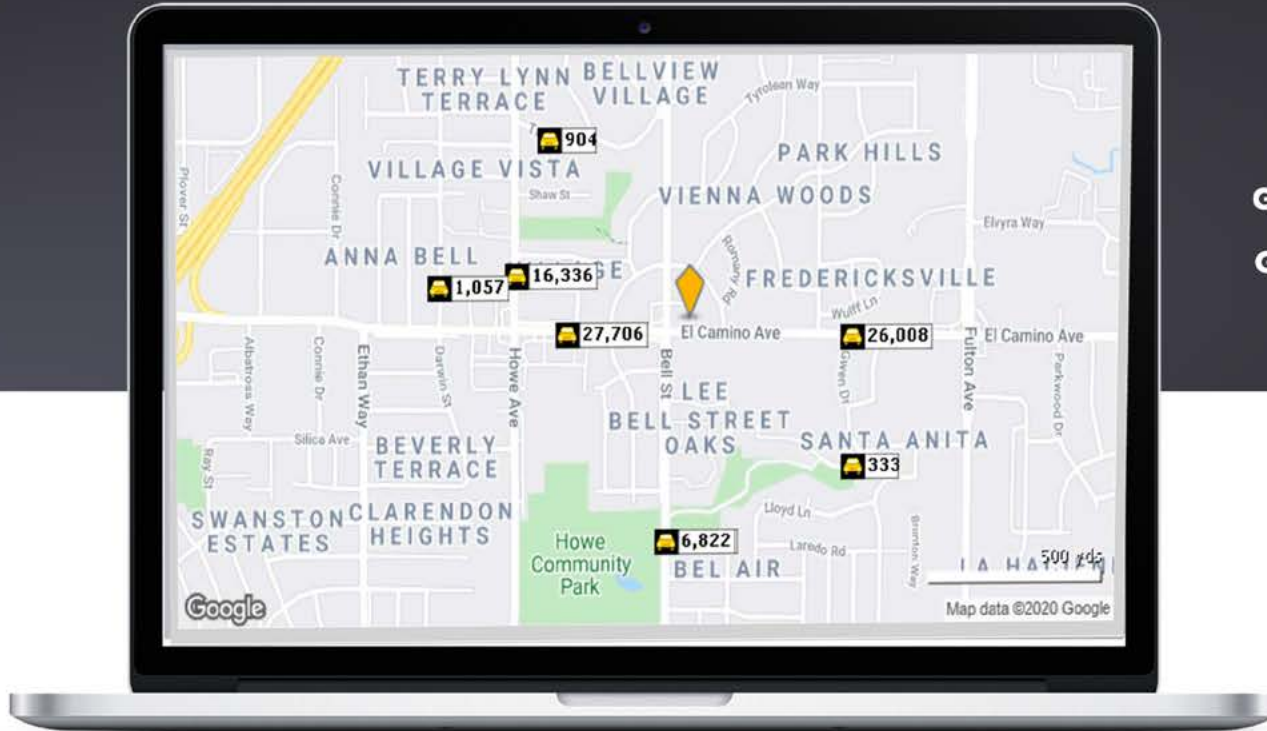 TERRY LYNN
TERRACE
BELLVIEW
VILLAGE
Tyrolean Way
904
PARK HILLS
VILLAGE VISTA
Shaw St
VIENNA WOODS
Plover St
Connie Dr
Elvyra Way
ANNA BELL
Romany Rd
FREDERICKSVILLE
16,336
1,057
Wulff Ln
27,706
El Camino Ave
26,008
El Camino Ave
Fulton Ave
Albatross Way
Connie Dr
Ethan Way
Darwin St
Howe Ave
Bell St
Gwen Dr
Parkwood Dr
LEE
BELL STREET
OAKS
SANTA ANITA
Silica Ave
BEVERLY
TERRACE
333
Ray St
SWANSTON
ESTATES
CLARENDON
HEIGHTS
Lloyd Ln
Howe
Community
Park
6,822
Laredo Rd
BEL AIR
500 yds
Google
Map data ©2020 Google